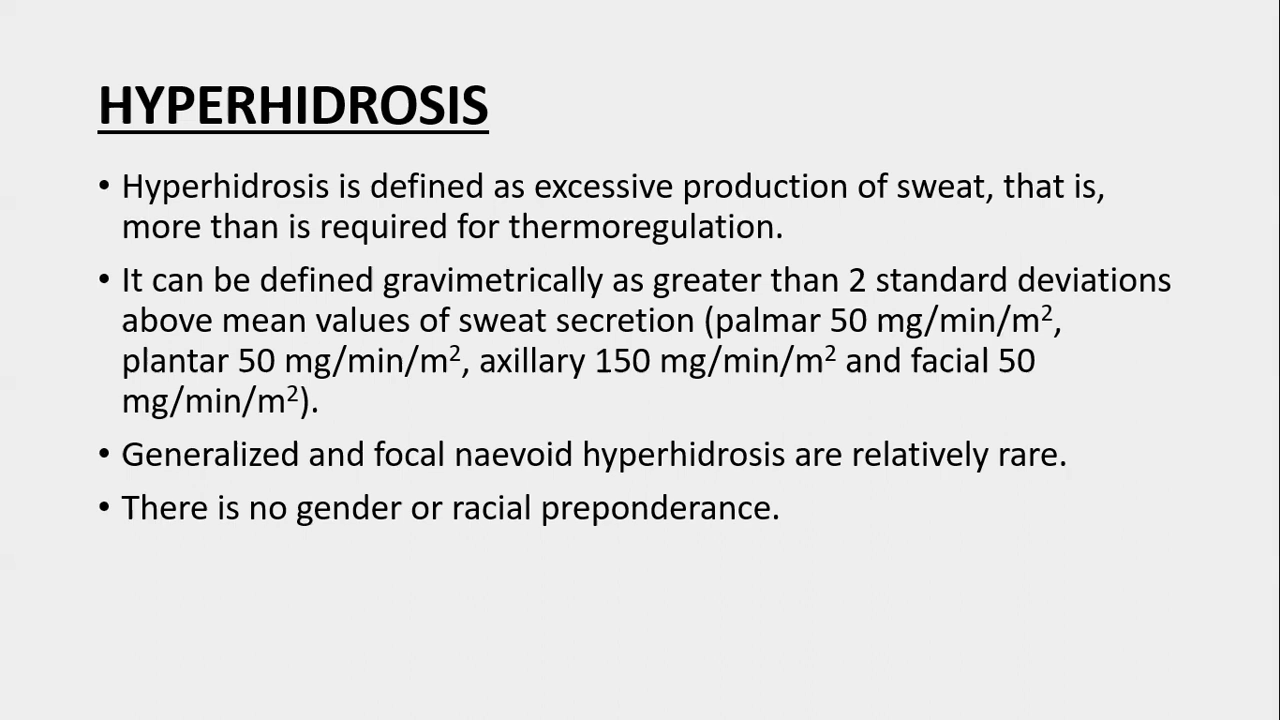 HYPERHIDROSIS
• Hyperhidrosis is defined as excessive production of sweat, that is,
more than is required for thermoregulation.
• It can be defined gravimetrically as greater than 2 standard deviations
above mean values of sweat secretion (palmar 50 mg/min/m²,
plantar 50 mg/min/m², axillary 150 mg/min/m² and facial 50
mg/min/m²).
• Generalized and focal naevoid hyperhidrosis are relatively rare.
• There is no gender or racial preponderance.